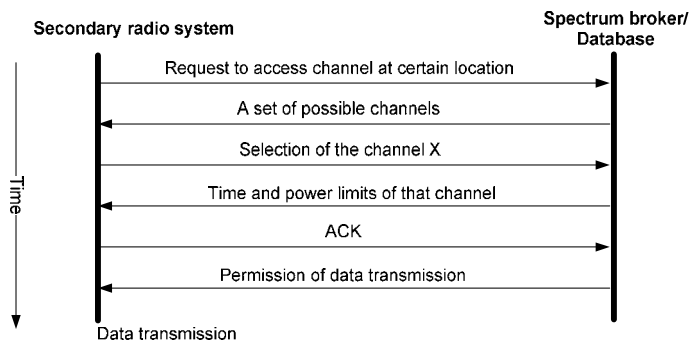 Secondary radio system
Spectrum broker/
Database
Request to access channel at certain location
A set of possible channels
Selection of the channel X
Time and power limits of that channel
Time
ACK
Permission of data transmission
Data transmission